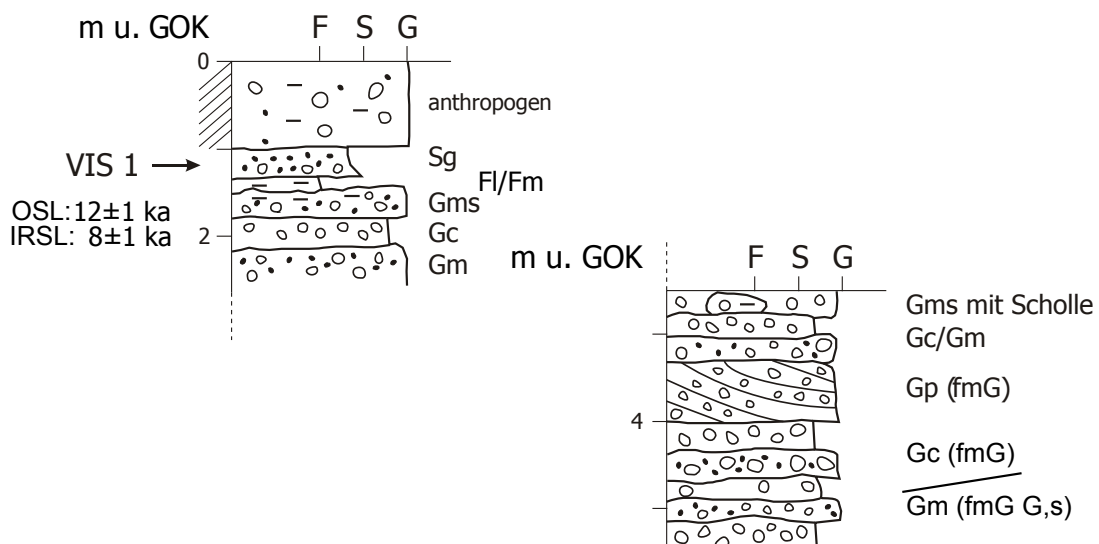 m u. GOK F S G
0
anthropogen
VIS 1
Sg
Fl/Fm
OSL:12±1 ka
Gms
IRSL: 8±1 ka
2
Gc
Gm
m u. GOK F S G
Gms mit Scholle
Gc/Gm
Gp (fmG)
4
Gc (fmG)
Gm (fmG G,s)